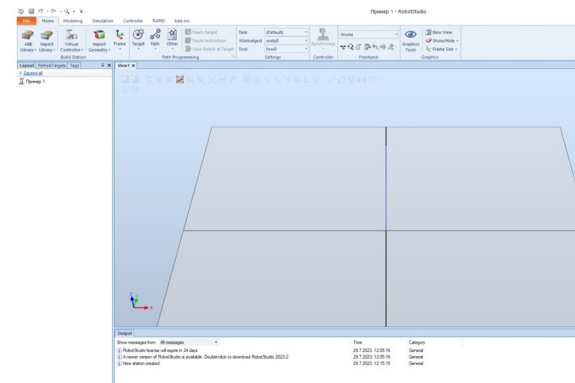 Пример 1 - RobotStudio
File Home Modeling Simulation Controller RAPID Add-Ins
ABB Library Import Library Virtual Controller Import Geometry Frame Target Path Other
Teach Target
Teach Instruction
View Robot at Target
Task (Default)
Workobject wobj0
Tool tool0
Synchronize
World
Graphics Tools
New View
Show/Hide
Frame Size
Build Station Path Programming Settings Controller Freehand Graphics
Layout Paths&Targets Tags View1
Expand all
Пример 1
Output
Show messages from: All messages Time Category
RobotStudio license will expire in 24 days 29.7.2023. 12:05:16 General
A newer version of RobotStudio is available. Double-click to download RobotStudio 2023.2 29.7.2023. 12:05:16 General
New station created 29.7.2023. 12:15:15 General